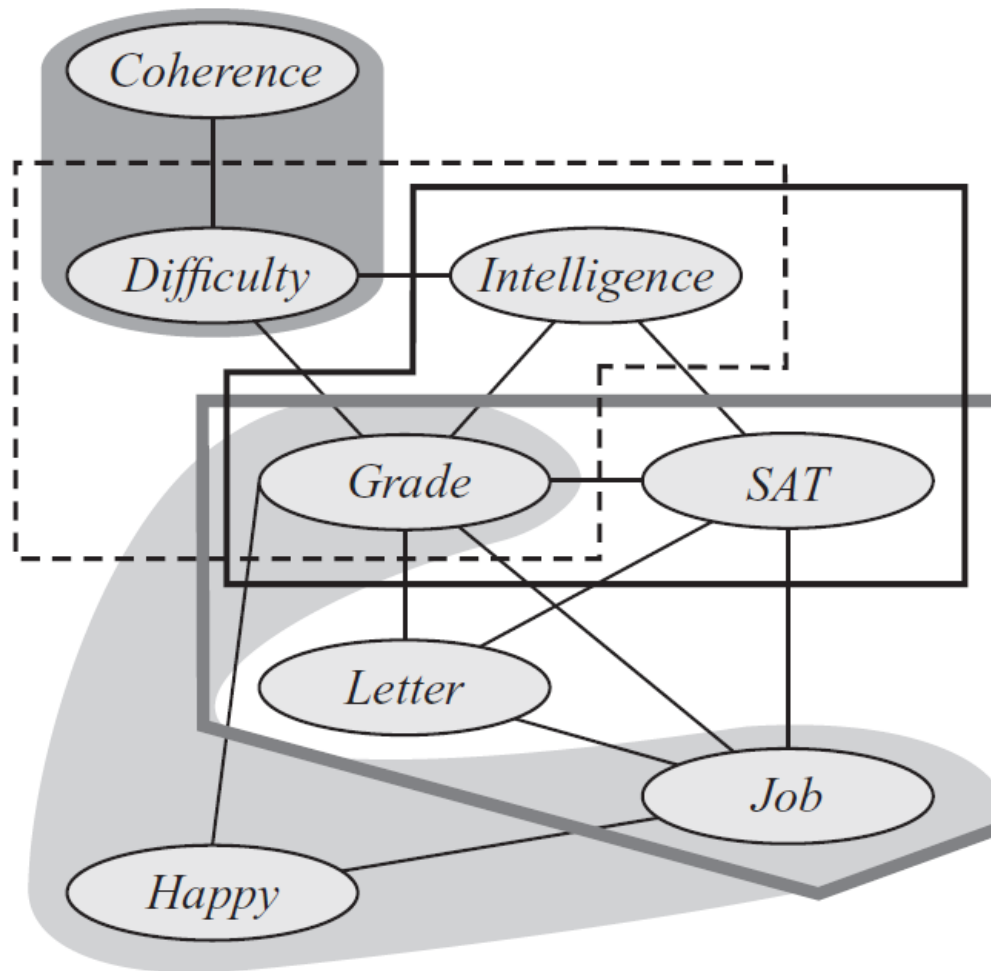 Coherence
Difficulty
Intelligence
Grade
SAT
Letter
Job
Happy